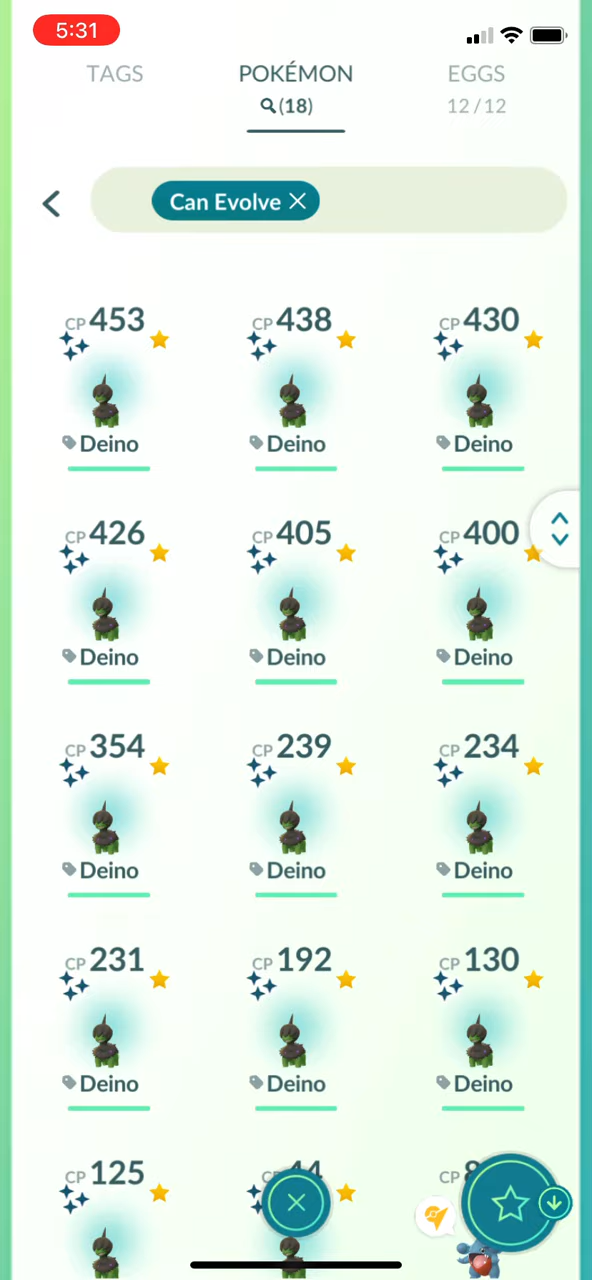 5:31
TAGS POKÉMON EGGS
(18) 12/12
Can Evolve
CP 453 CP 438 CP 430
Deino Deino Deino
CP 426 CP 405 CP 400
Deino Deino Deino
CP 354 CP 239 CP 234
Deino Deino Deino
CP 231 CP 192 CP 130
Deino Deino Deino
CP 125 CP